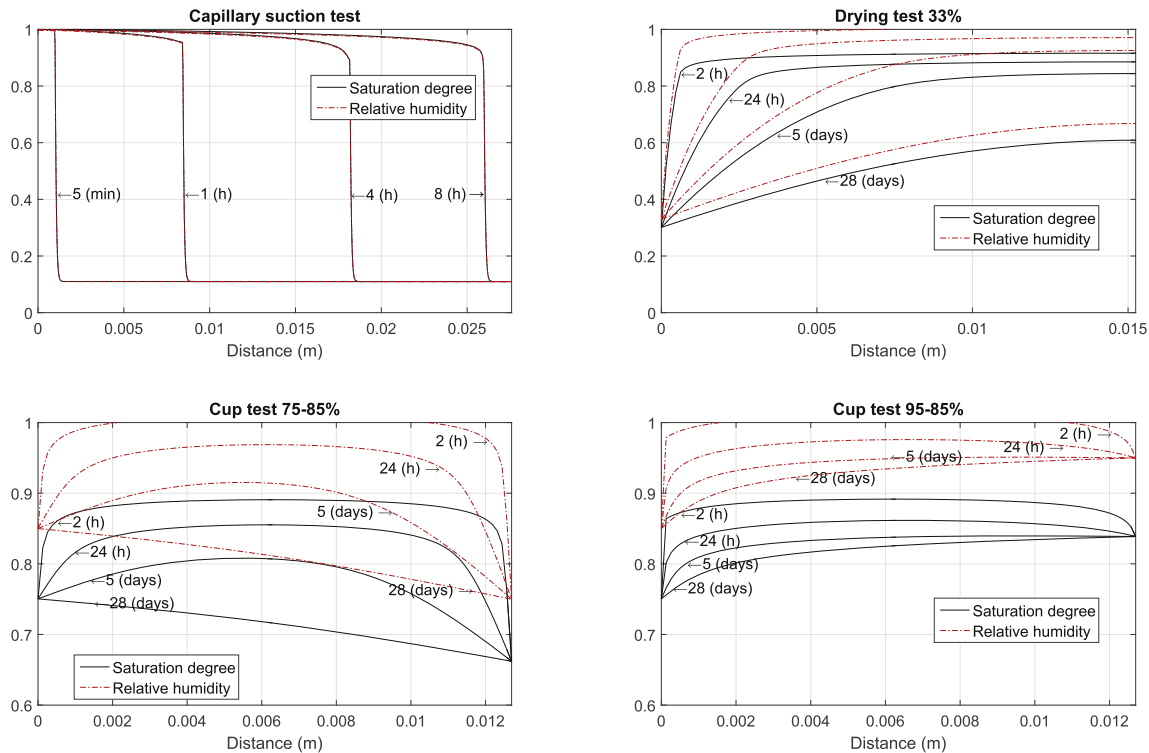 Capillary suction test
1
0.8
0.6
0.4
0.2
0
Saturation degree
Relative humidity
←5 (min)
←1 (h)
←4 (h)
8 (h)→
0
0.005
0.01
0.015
0.02
0.025
Distance (m)
Drying test 33%
1
0.8
0.6
0.4
0.2
0
←2 (h)
←24 (h)
←5 (days)
←28 (days)
Saturation degree
Relative humidity
0
0.005
0.01
0.015
Distance (m)
Cup test 75-85%
1
0.9
0.8
0.7
0.6
2 (h)→
24 (h)→
5 (days)→
←2 (h)
←24 (h)
←5 (days)
28 (days)→
←28 (days)
Saturation degree
Relative humidity
0
0.002
0.004
0.006
0.008
0.01
0.012
Distance (m)
Cup test 95-85%
1
0.9
0.8
0.7
0.6
2 (h)→
24 (h)→
←5 (days)
←28 (days)
←2 (h)
←24 (h)
←5 (days)
←28 (days)
Saturation degree
Relative humidity
0
0.002
0.004
0.006
0.008
0.01
0.012
Distance (m)